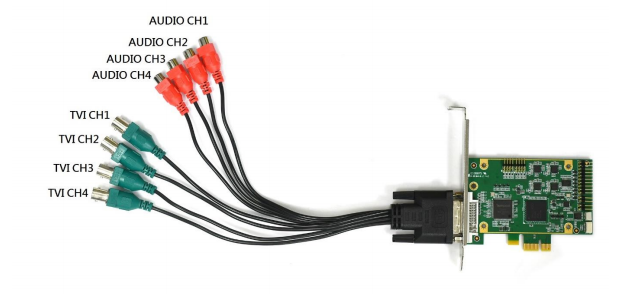 AUDIO CH1
AUDIO CH2
AUDIO CH3
AUDIO CH4
TVI CH1
TVI CH2
TVI CH3
TVI CH4